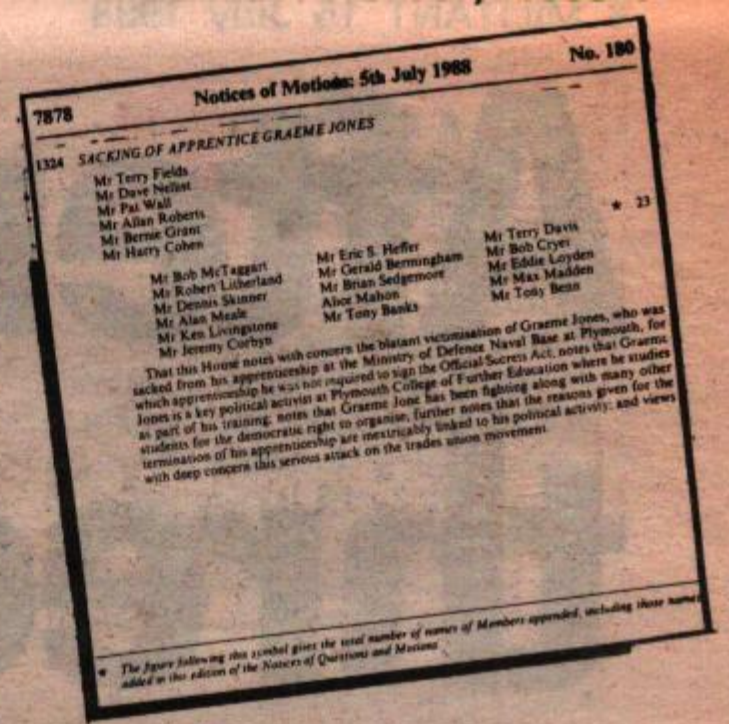 7878 Notices of Motions: 5th July 1988 No. 180
1324 SACKING OF APPRENTICE GRAEME JONES
Mr Terry Fields
Mr Dave Nellist
Mr Pat Wall
Mr Allan Roberts
Mr Bernie Grant
Mr Harry Cohen
★ 23
Mr Bob McTaggart Mr Eric S. Heffer Mr Terry Davis
Mr Robert Litherland Mr Gerald Bermingham Mr Bob Cryer
Mr Dennis Skinner Mr Brian Sedgemore Mr Eddie Loyden
Mr Alan Meale Alice Mahon Mr Max Madden
Mr Ken Livingstone Mr Tony Banks Mr Tony Benn
Mr Jeremy Corbyn
That this House notes with concern the blatant victimisation of Graeme Jones, who was
sacked from his apprenticeship at the Ministry of Defence Naval Base at Plymouth, for
which apprenticeship he was not required to sign the Official Secrets Act, notes that Graeme
Jones is a key political activist at Plymouth College of Further Education where he studies
as part of his training; notes that Graeme Jone has been fighting along with many other
students for the democratic right to organise, further notes that the reasons given for the
termination of his apprenticeship are inextricably linked to his political activity; and views
with deep concern this serious attack on the trades union movement
★ The figure following this symbol gives the total number of names of Members appended, including those names
added in this edition of the Notices of Questions and Motions